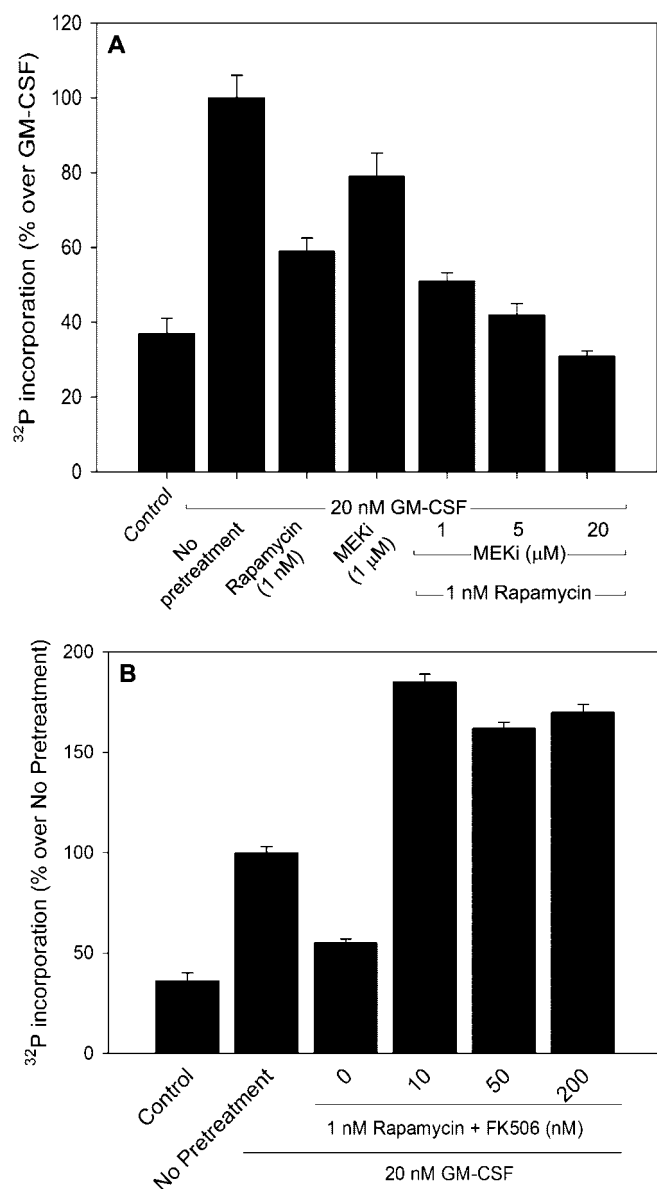 A
120
100
80
60
40
20
0
32P incorporation (% over GM-CSF)
Control
No
pretreatment
Rapamycin
(1 nM)
MEKi
(1 μM)
20 nM GM-CSF
1 5 20
MEKi (μM)
1 nM Rapamycin
B
200
150
100
50
0
32P incorporation (% over No Pretreatment)
Control
No Pretreatment
0 10 50 200
1 nM Rapamycin + FK506 (nM)
20 nM GM-CSF